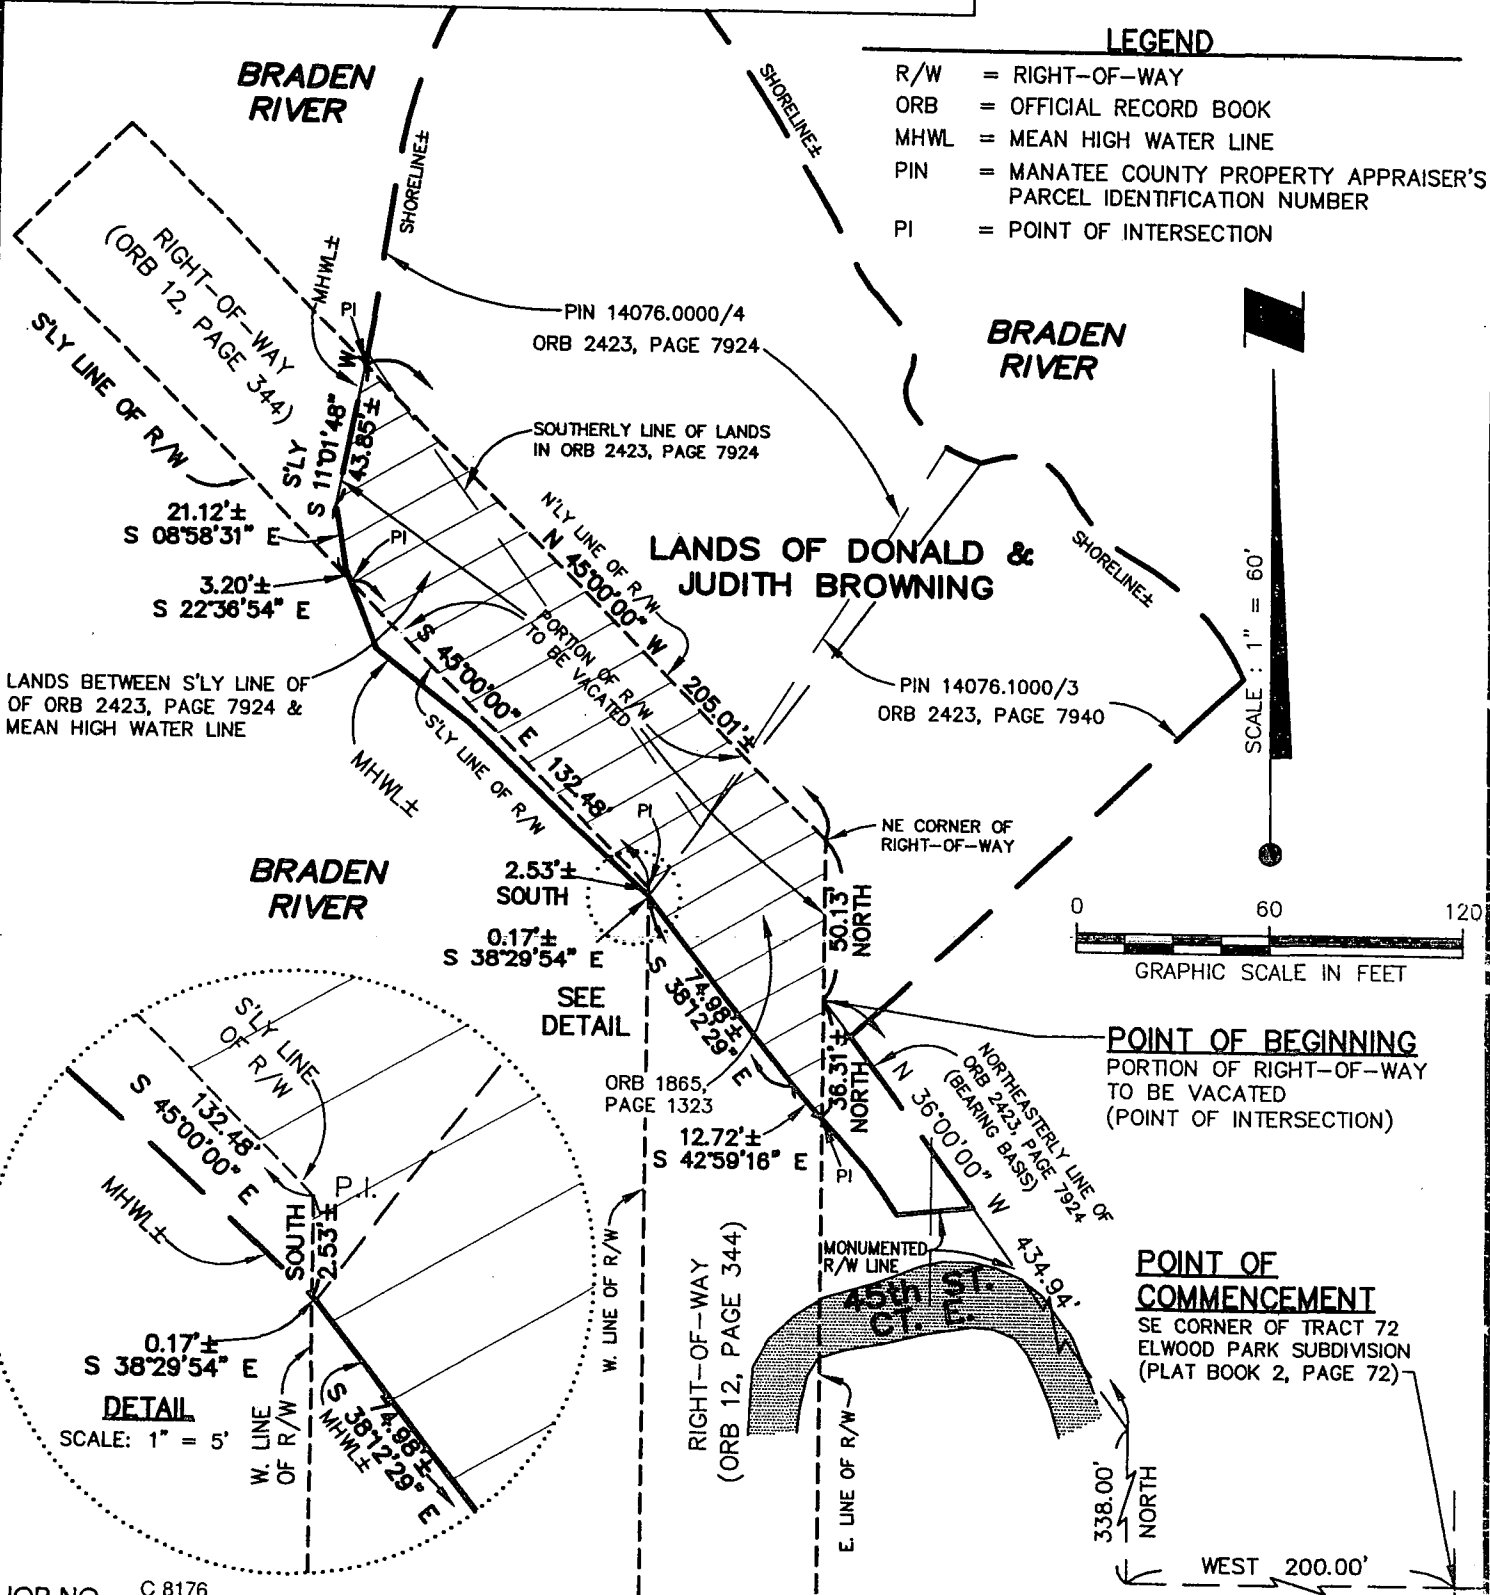 LEGEND
R/W = RIGHT-OF-WAY
ORB = OFFICIAL RECORD BOOK
MHWL = MEAN HIGH WATER LINE
PIN = MANATEE COUNTY PROPERTY APPRAISER'S
PARCEL IDENTIFICATION NUMBER
PI = POINT OF INTERSECTION
BRADEN
RIVER
SHORELINE±
SHORELINE±
RIGHT-OF-WAY
(ORB 12, PAGE 344)
MHWL±
PI
S'LY LINE OF R/W
PIN 14076.0000/4
ORB 2423, PAGE 7924
BRADEN
RIVER
S'LY
S 11°01'48" W
43.85'±
SOUTHERLY LINE OF LANDS
IN ORB 2423, PAGE 7924
21.12'±
S 08°58'31" E
PI
3.20'±
S 22°36'54" E
N'LY LINE OF R/W
N 45°00'00" W
205.01'±
LANDS OF DONALD &
JUDITH BROWNING
SHORELINE±
SCALE : 1" = 60'
PORTION OF R/W
TO BE VACATED
LANDS BETWEEN S'LY LINE OF
OF ORB 2423, PAGE 7924 &
MEAN HIGH WATER LINE
S 45°00'00" E
132.48'
S'LY LINE OF R/W
MHWL±
PIN 14076.1000/3
ORB 2423, PAGE 7940
PI
NE CORNER OF
RIGHT-OF-WAY
BRADEN
RIVER
2.53'±
SOUTH
0.17'±
S 38°29'54" E
SEE
DETAIL
50.13'
NORTH
0 60 120
GRAPHIC SCALE IN FEET
74.98'±
S 38°12'29" E
ORB 1865,
PAGE 1323
36.31'±
NORTH
POINT OF BEGINNING
PORTION OF RIGHT-OF-WAY
TO BE VACATED
(POINT OF INTERSECTION)
12.72'±
S 42°59'16" E
PI
N 36°00'00" W
434.94'
NORTHEASTERLY LINE OF
ORB 2423, PAGE 7924
(BEARING BASIS)
S'LY LINE
OF R/W
132.48'
S 45°00'00" E
P.I.
MHWL±
SOUTH
2.53'±
0.17'±
S 38°29'54" E
DETAIL
SCALE: 1" = 5'
W. LINE
OF R/W
74.98'±
S 38°12'29" E
MHWL±
W. LINE OF R/W
RIGHT-OF-WAY
(ORB 12, PAGE 344)
MONUMENTED
R/W LINE
45th ST.
CT. E.
E. LINE OF R/W
POINT OF
COMMENCEMENT
SE CORNER OF TRACT 72
ELWOOD PARK SUBDIVISION
(PLAT BOOK 2, PAGE 72)
338.00'
NORTH
WEST 200.00'
JOB NO. C 8176